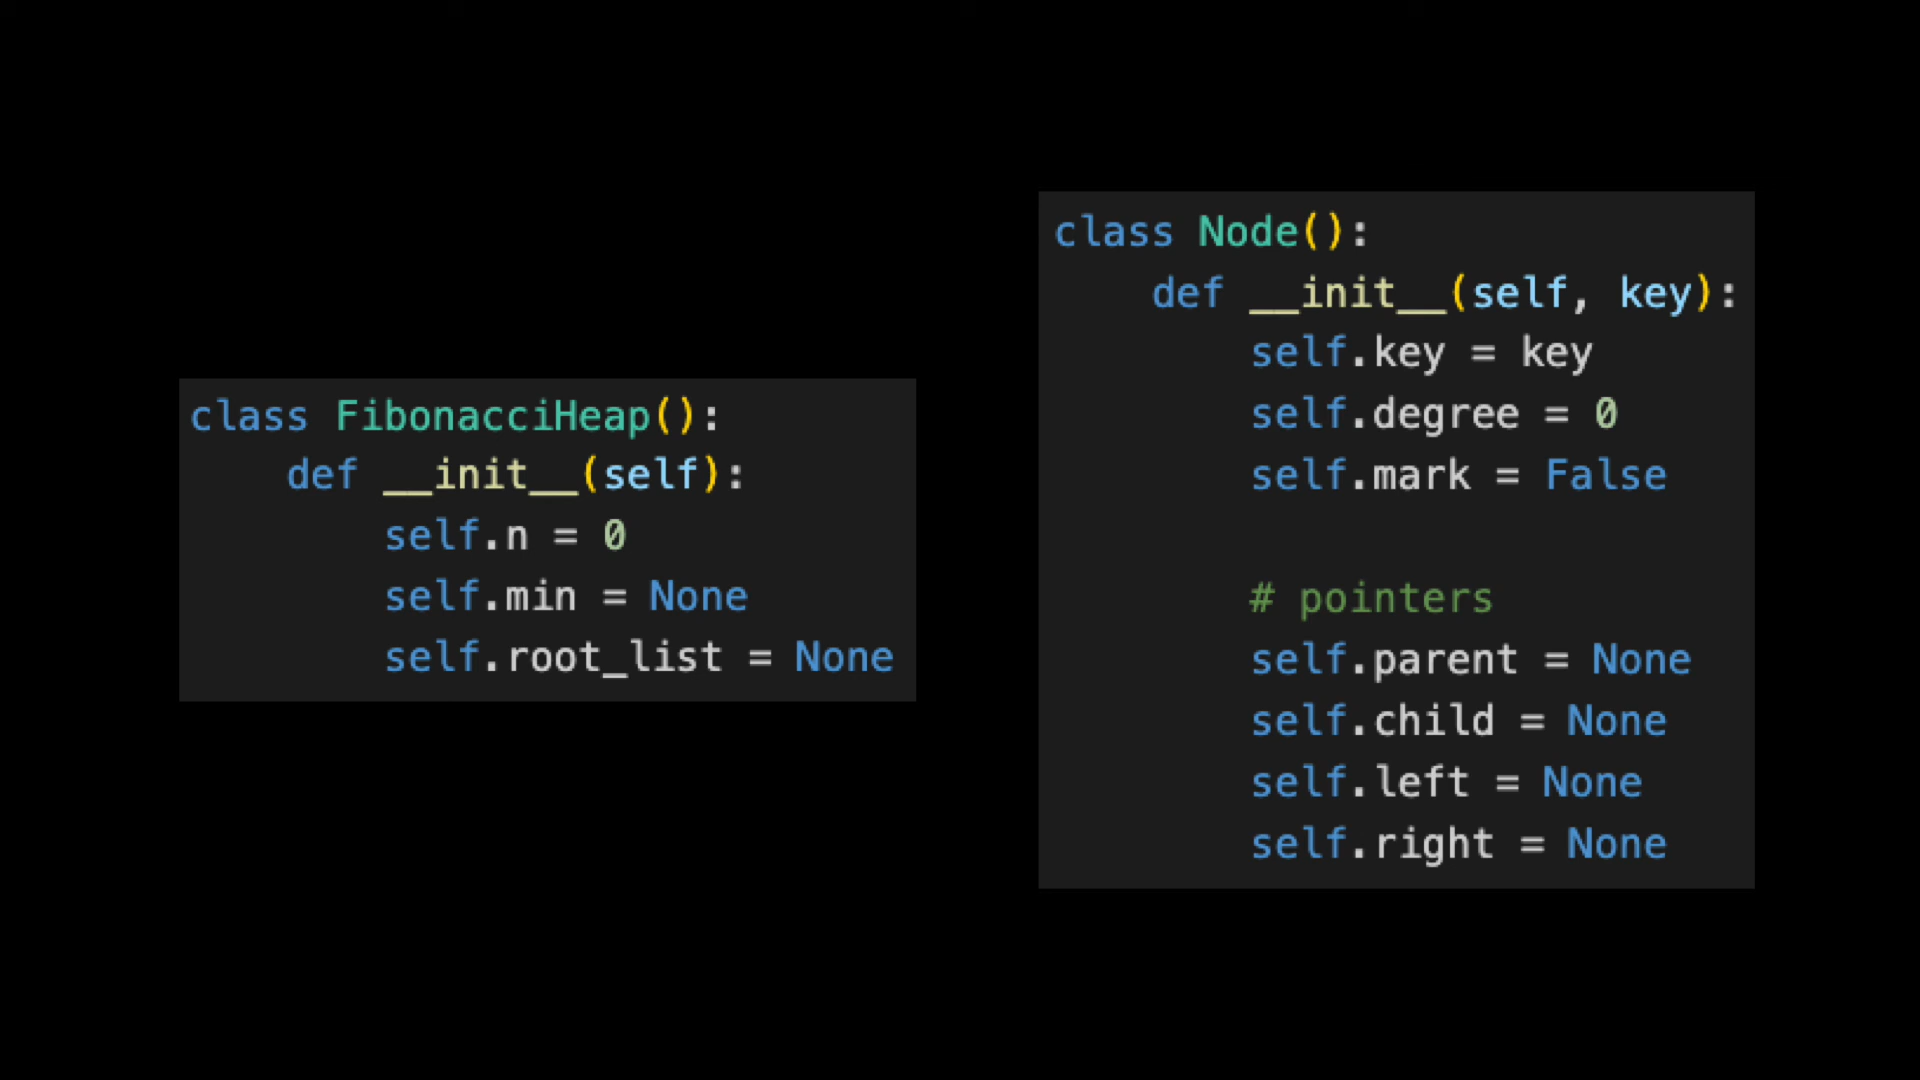 class FibonacciHeap():
    def __init__(self):
        self.n = 0
        self.min = None
        self.root_list = None
class Node():
    def __init__(self, key):
        self.key = key
        self.degree = 0
        self.mark = False

        # pointers
        self.parent = None
        self.child = None
        self.left = None
        self.right = None